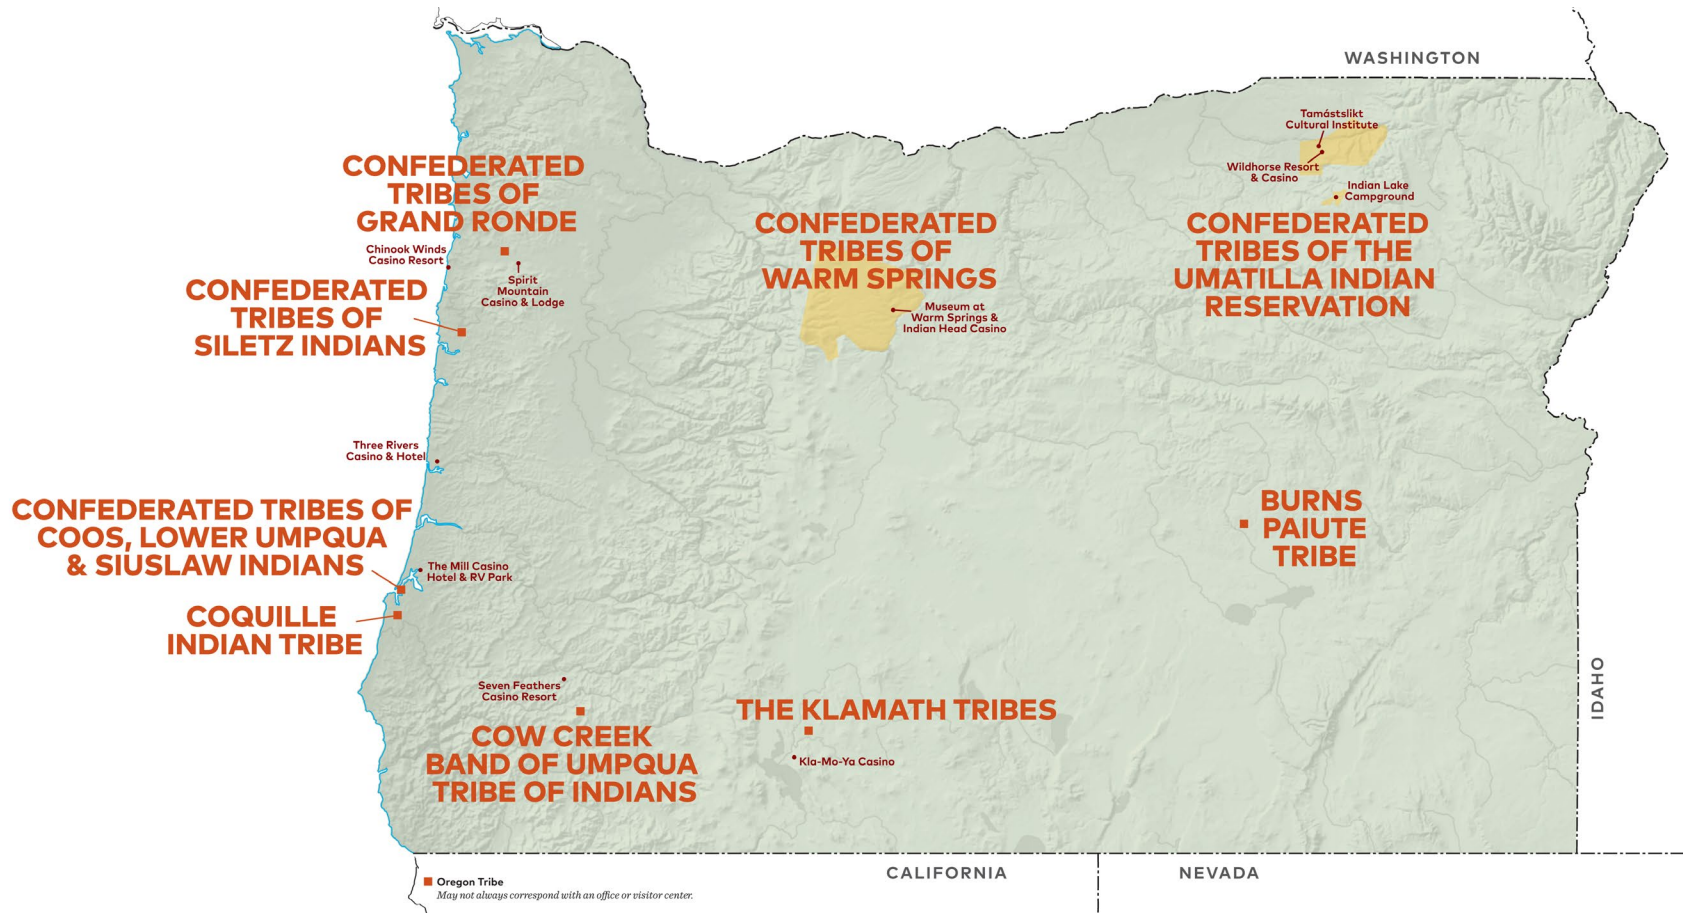 WASHINGTON
Tamástslikt
Cultural Institute
Wildhorse Resort
& Casino
Indian Lake
Campground
CONFEDERATED
TRIBES OF THE
UMATILLA INDIAN
RESERVATION
CONFEDERATED
TRIBES OF
GRAND RONDE
Chinook Winds
Casino Resort
Spirit
Mountain
Casino & Lodge
CONFEDERATED
TRIBES OF
WARM SPRINGS
Museum at
Warm Springs &
Indian Head Casino
CONFEDERATED
TRIBES OF
SILETZ INDIANS
Three Rivers
Casino & Hotel
CONFEDERATED TRIBES OF
COOS, LOWER UMPQUA
& SIUSLAW INDIANS
The Mill Casino
Hotel & RV Park
BURNS
PAIUTE
TRIBE
COQUILLE
INDIAN TRIBE
Seven Feathers
Casino Resort
COW CREEK
BAND OF UMPQUA
TRIBE OF INDIANS
THE KLAMATH TRIBES
Kla-Mo-Ya Casino
IDAHO
CALIFORNIA
NEVADA
Oregon Tribe
May not always correspond with an office or visitor center.